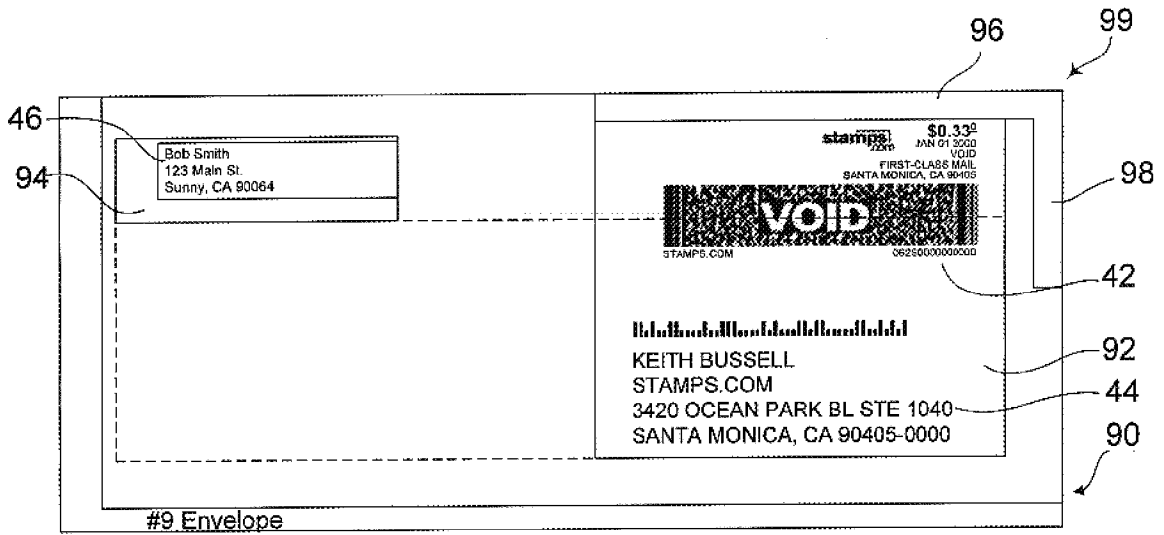 96
99
46
Bob Smith
123 Main St.
Sunny, CA 90064
94
stamps.com
$0.330
JAN 01 2000
VOID
FIRST-CLASS MAIL
SANTA MONICA, CA 90405
98
VOID
STAMPS.COM
06250000000000
42
KEITH BUSSELL
STAMPS.COM
3420 OCEAN PARK BL STE 1040
SANTA MONICA, CA 90405-0000
92
44
90
#9 Envelope